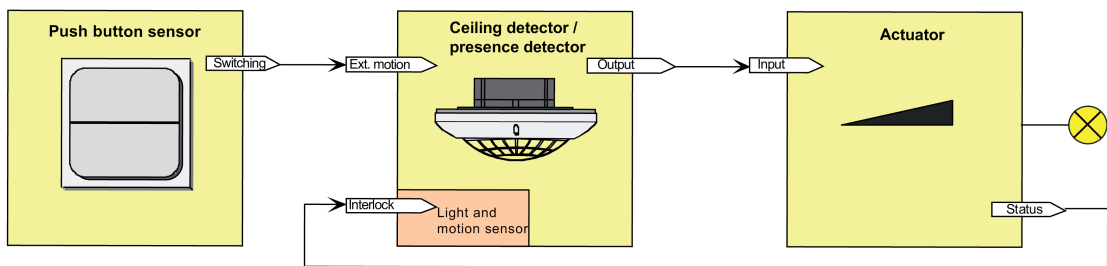 Push button sensor
Switching
Ext. motion
Ceiling detector /
presence detector
Output
Interlock
Light and
motion sensor
Input
Actuator
Status